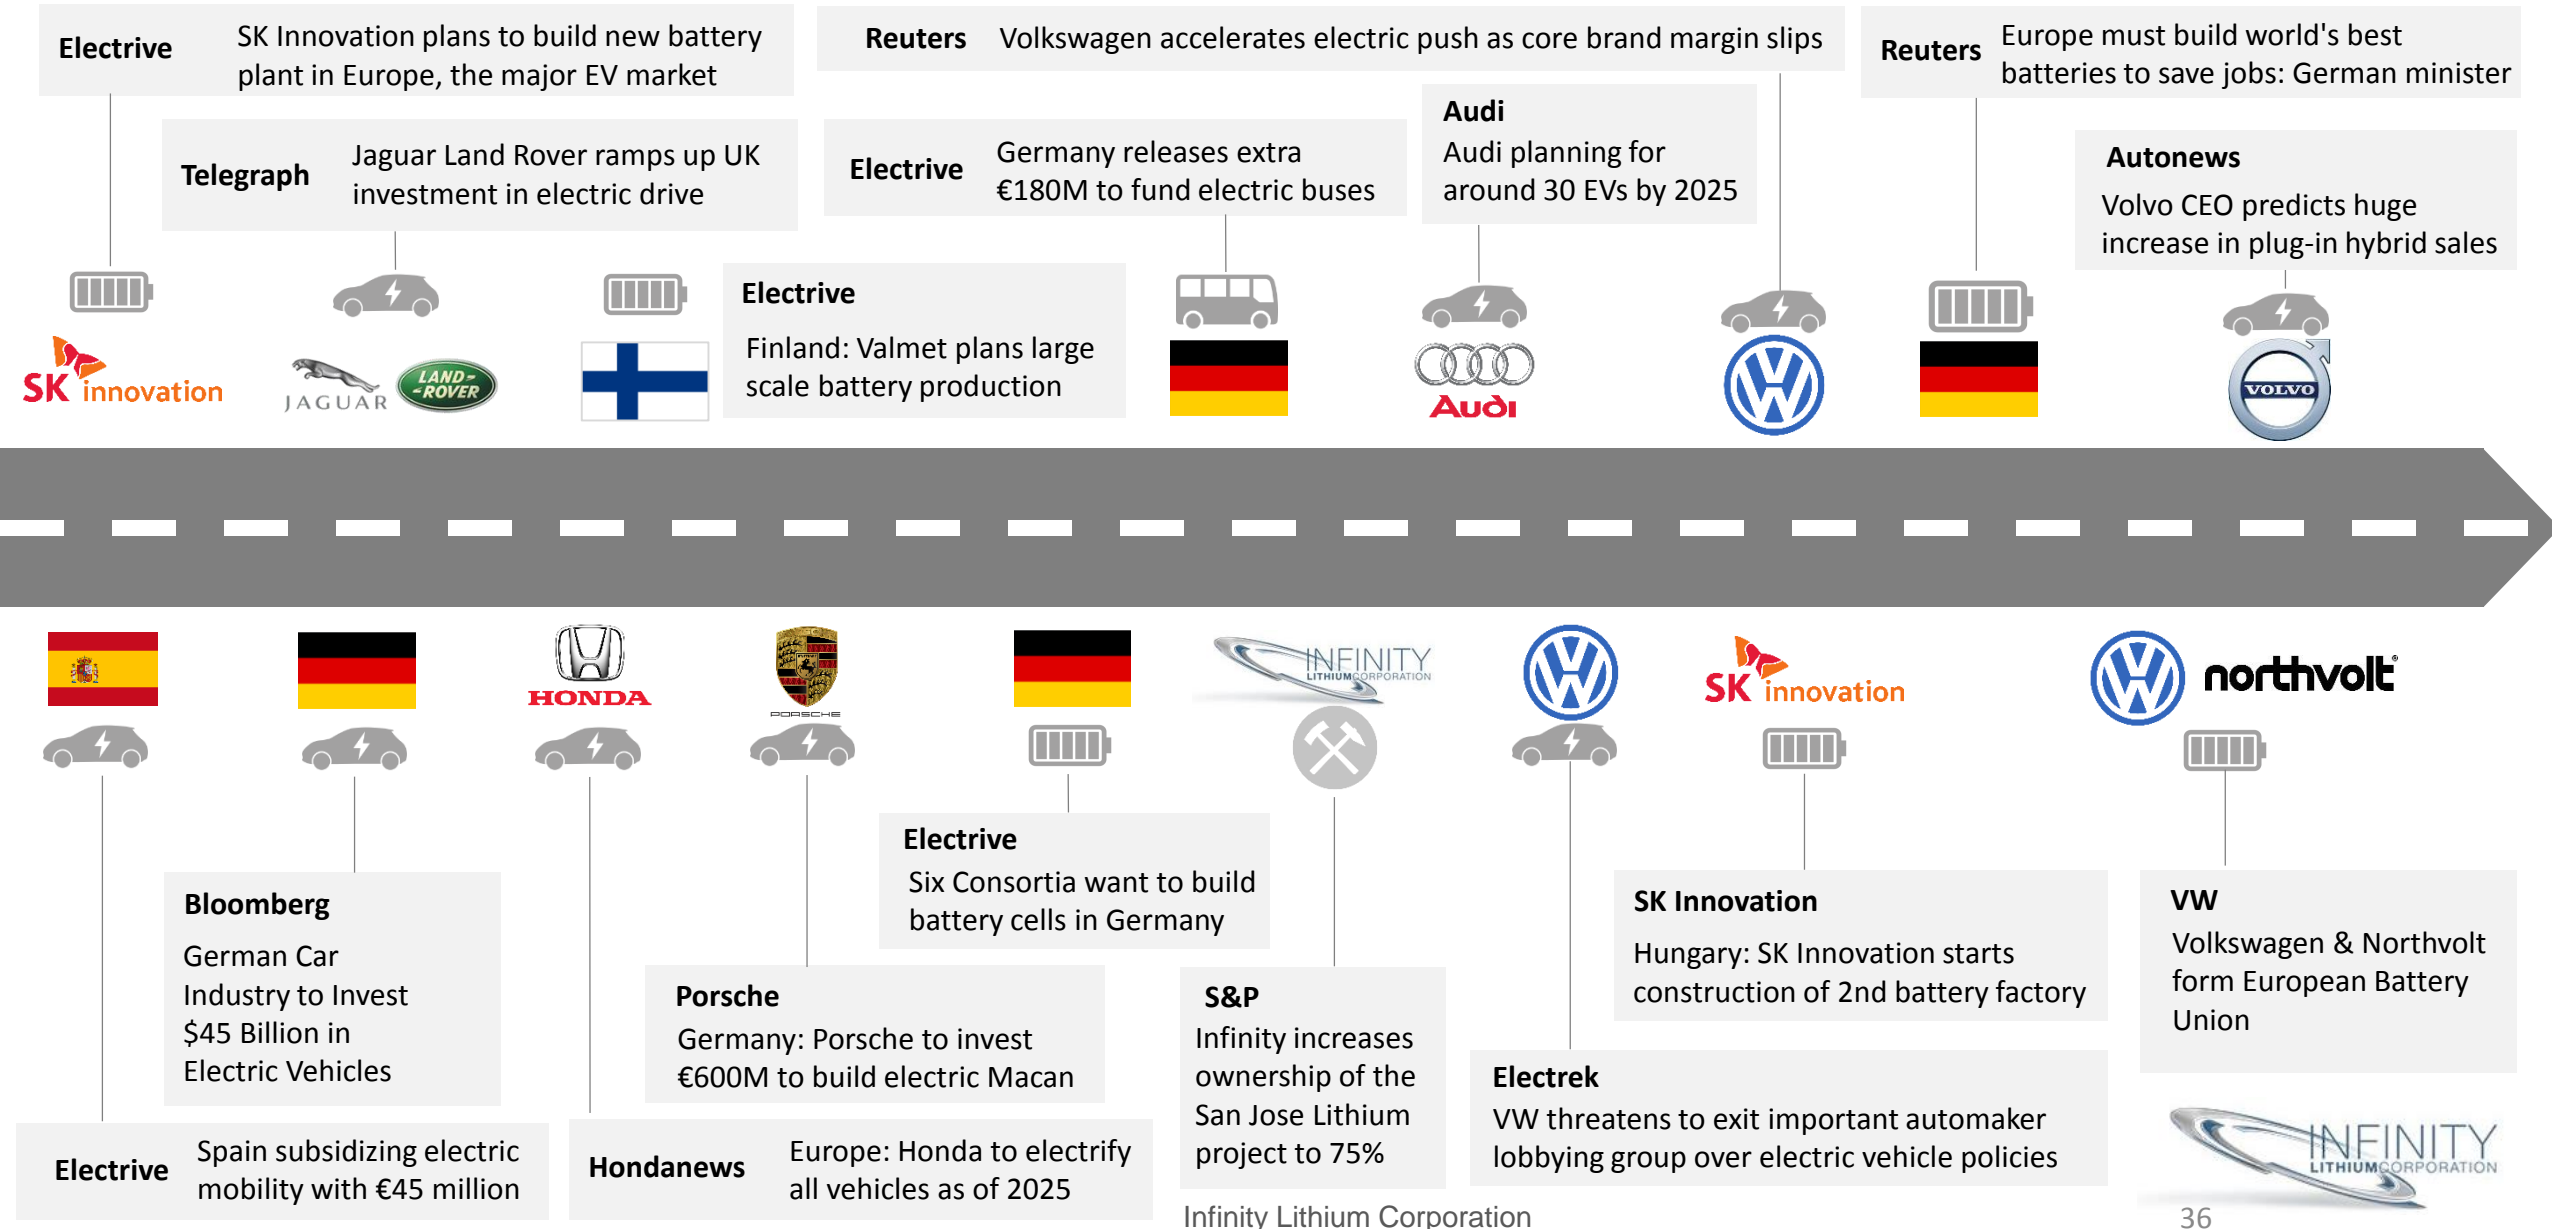 Electrive
SK Innovation plans to build new battery
plant in Europe, the major EV market
Reuters
Volkswagen accelerates electric push as core brand margin slips
Reuters
Europe must build world's best
batteries to save jobs: German minister
Telegraph
Jaguar Land Rover ramps up UK
investment in electric drive
Electrive
Germany releases extra
€180M to fund electric buses
Audi
Audi planning for
around 30 EVs by 2025
Autonews
Volvo CEO predicts huge
increase in plug-in hybrid sales
Electrive
Finland: Valmet plans large
scale battery production
SK innovation
JAGUAR
LAND-
-ROVER
Audi
VOLVO
HONDA
PORSCHE
INFINITY
LITHIUMCORPORATION
SK innovation
northvolt
Electrive
Six Consortia want to build
battery cells in Germany
Bloomberg
German Car
Industry to Invest
$45 Billion in
Electric Vehicles
SK Innovation
Hungary: SK Innovation starts
construction of 2nd battery factory
VW
Volkswagen & Northvolt
form European Battery
Union
Porsche
Germany: Porsche to invest
€600M to build electric Macan
S&P
Infinity increases
ownership of the
San Jose Lithium
project to 75%
Electrek
VW threatens to exit important automaker
lobbying group over electric vehicle policies
Electrive
Spain subsidizing electric
mobility with €45 million
Hondanews
Europe: Honda to electrify
all vehicles as of 2025
INFINITY
LITHIUMCORPORATION
Infinity Lithium Corporation
36